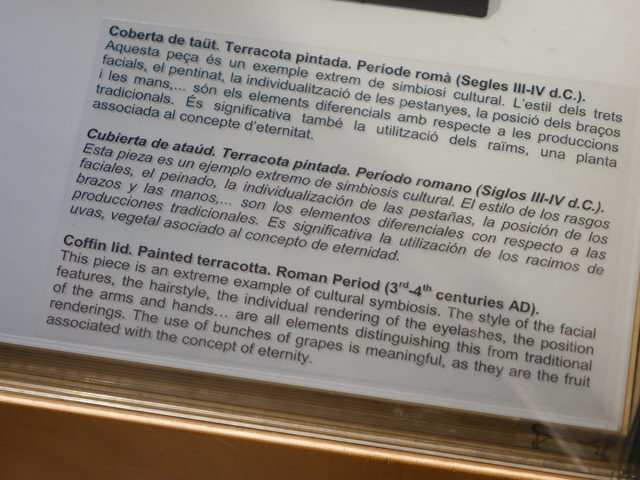 Coberta de taüt. Terracota pintada. Període romà (Segles III-IV d.C.).
Aquesta peça és un exemple extrem de simbiosi cultural. L'estil dels trets
facials, el pentinat, la individualització de les pestanyes, la posició dels braços
i les mans,... són els elements diferencials amb respecte a les produccions
tradicionals. És significativa també la utilització dels raïms, una planta
associada al concepte d'eternitat.
Cubierta de ataúd. Terracota pintada. Período romano (Siglos III-IV d.C.).
Esta pieza es un ejemplo extremo de simbiosis cultural. El estilo de los rasgos
faciales, el peinado, la individualización de las pestañas, la posición de los
brazos y las manos,... son los elementos diferenciales con respecto a las
producciones tradicionales. Es significativa la utilización de los racimos de
uvas, vegetal asociado al concepto de eternidad.
Coffin lid. Painted terracotta. Roman Period (3rd-4th centuries AD).
This piece is an extreme example of cultural symbiosis. The style of the facial
features, the hairstyle, the individual rendering of the eyelashes, the position
of the arms and hands... are all elements distinguishing this from traditional
renderings. The use of bunches of grapes is meaningful, as they are the fruit
associated with the concept of eternity.